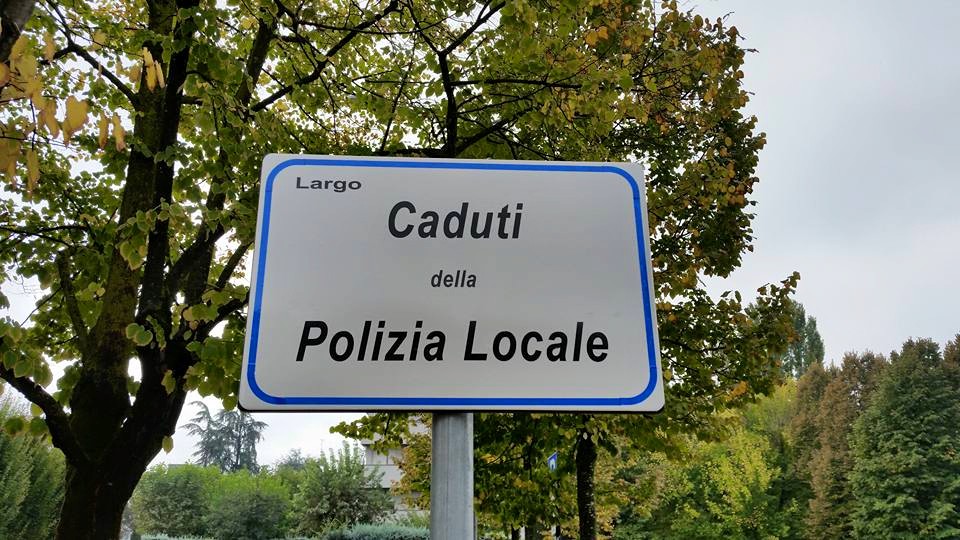 Largo
Caduti
della
Polizia Locale